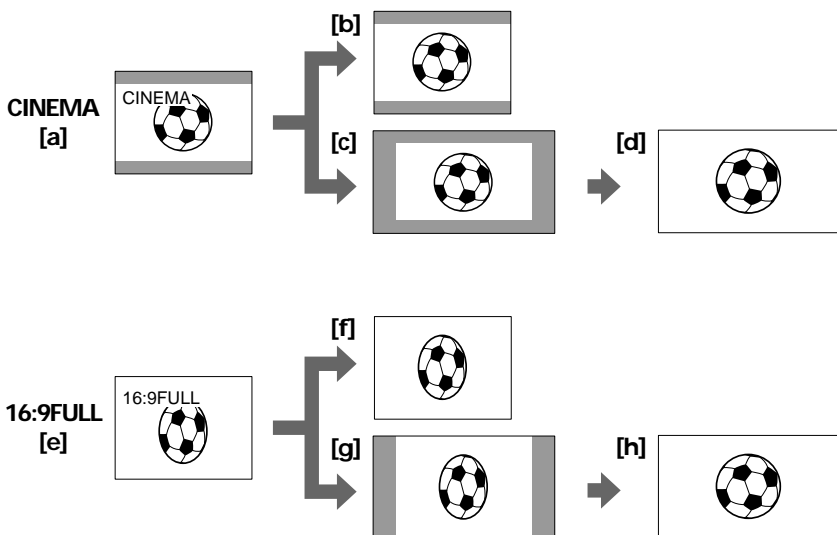 CINEMA
[a]
CINEMA
[b]
[c]
[d]
16:9FULL
[e]
16:9FULL
[f]
[g]
[h]